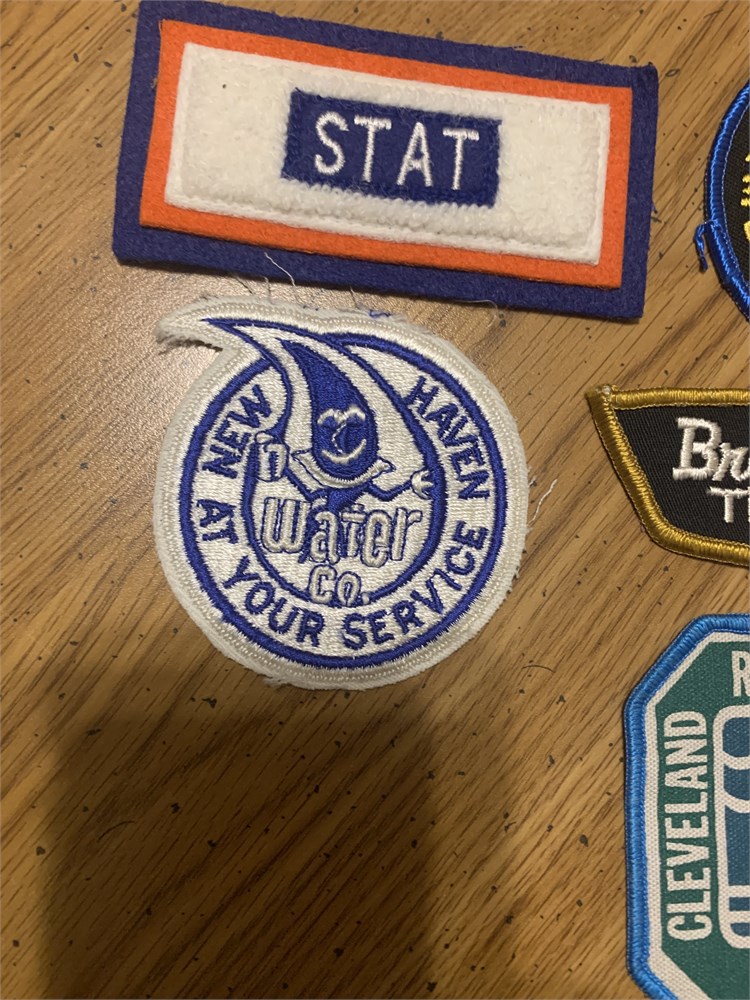 STAT
NEW HAVEN
Water
Co.
AT YOUR SERVICE
CLEVELAND